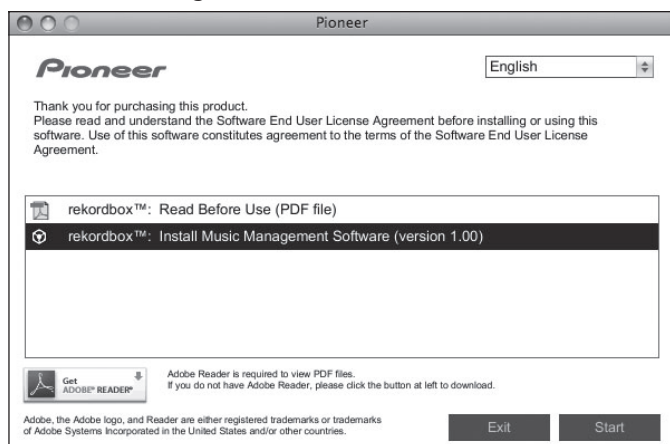 Pioneer
Pioneer
English
Thank you for purchasing this product.
Please read and understand the Software End User License Agreement before installing or using this
software. Use of this software constitutes agreement to the terms of the Software End User License
Agreement.
rekordbox™: Read Before Use (PDF file)
rekordbox™: Install Music Management Software (version 1.00)
Get
ADOBE® READER®
Adobe Reader is required to view PDF files.
If you do not have Adobe Reader, please click the button at left to download.
Adobe, the Adobe logo, and Reader are either registered trademarks or trademarks
of Adobe Systems Incorporated in the United States and/or other countries.
Exit
Start